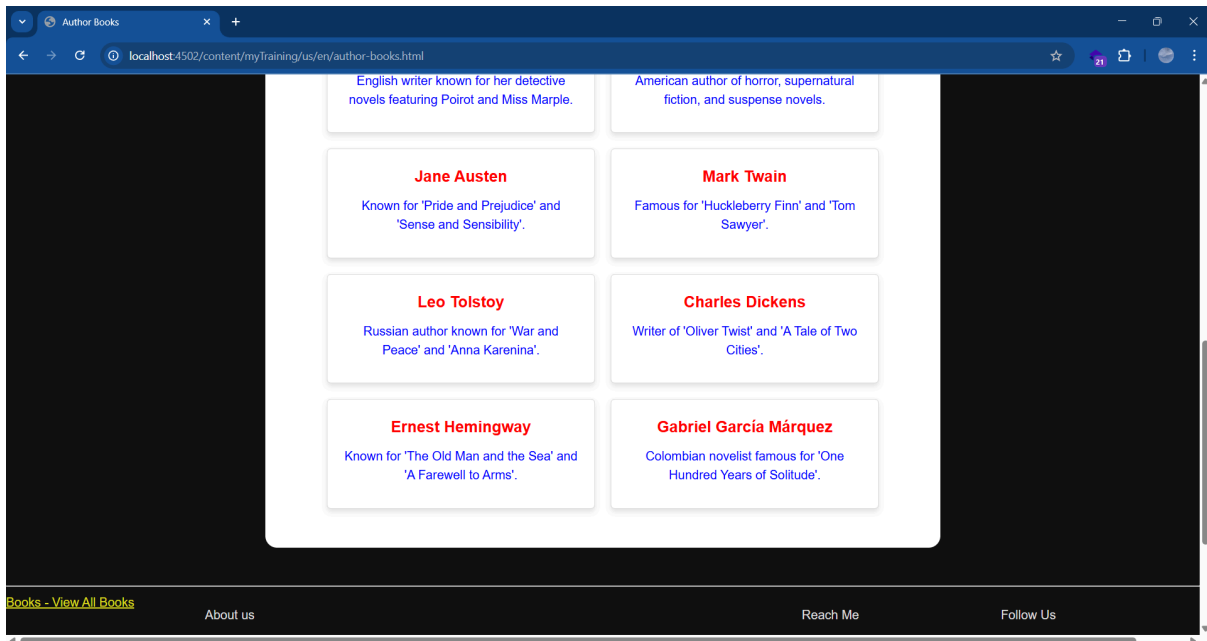 Author Books
localhost:4502/content/myTraining/us/en/author-books.html
21
English writer known for her detective
novels featuring Poirot and Miss Marple.
American author of horror, supernatural
fiction, and suspense novels.
Jane Austen
Known for 'Pride and Prejudice' and
'Sense and Sensibility'.
Mark Twain
Famous for 'Huckleberry Finn' and 'Tom
Sawyer'.
Leo Tolstoy
Russian author known for 'War and
Peace' and 'Anna Karenina'.
Charles Dickens
Writer of 'Oliver Twist' and 'A Tale of Two
Cities'.
Ernest Hemingway
Known for 'The Old Man and the Sea' and
'A Farewell to Arms'.
Gabriel García Márquez
Colombian novelist famous for 'One
Hundred Years of Solitude'.
Books - View All Books
About us
Reach Me
Follow Us